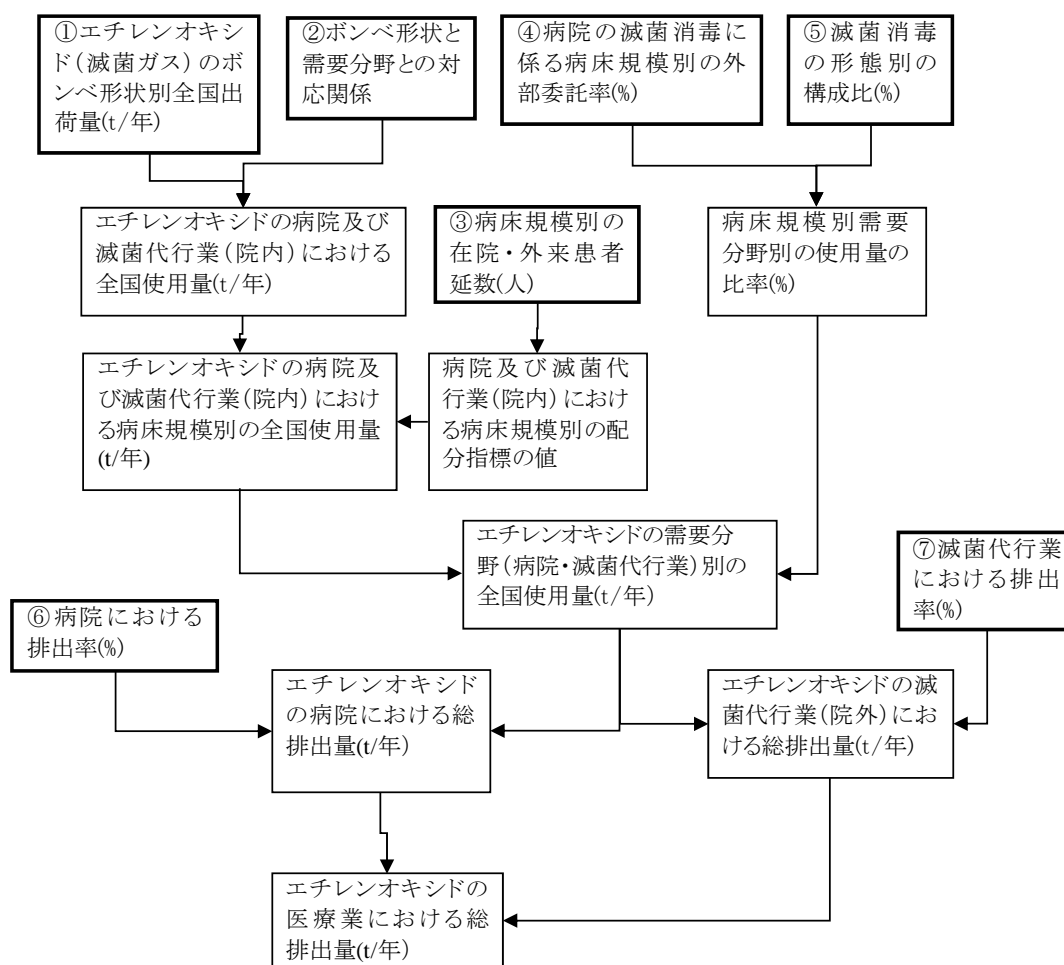 ①エチレンオキシ
ド(滅菌ガス)のボ
ンベ形状別全国出
荷量(t/年)
②ボンベ形状と
需要分野との対
応関係
④病院の滅菌消毒に
係る病床規模別の外
部委託率(%)
⑤滅菌消毒
の形態別の
構成比(%)
エチレンオキシドの病院及び
滅菌代行業(院内)における
全国使用量(t/年)
③病床規模別の
在院・外来患者
延数(人)
病床規模別需要
分野別の使用量の
比率(%)
エチレンオキシドの病院及
び滅菌代行業(院内)におけ
る病床規模別の全国使用量
(t/年)
病院及び滅菌代
行業(院内)におけ
る病床規模別の配
分指標の値
エチレンオキシドの需要分
野(病院・滅菌代行業)別の
全国使用量(t/年)
⑦滅菌代行業
における排出
率(%)
⑥病院における
排出率(%)
エチレンオキシド
の病院における総
排出量(t/年)
エチレンオキシドの滅
菌代行業(院外)にお
ける総排出量(t/年)
エチレンオキシドの
医療業における総
排出量(t/年)